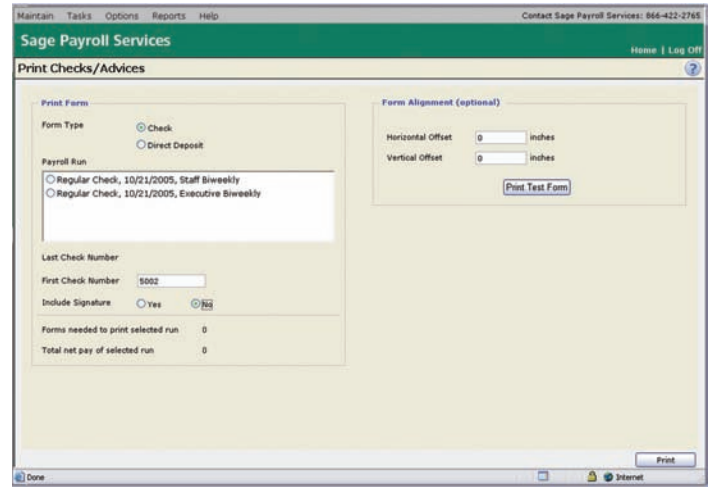 Maintain Tasks Options Reports Help Contact Sage Payroll Services: 866-422-2765
Sage Payroll Services
Home | Log Off
Print Checks/Advices ?
Print Form
Form Type
Check
Direct Deposit
Payroll Run
Regular Check, 10/21/2005, Staff Biweekly
Regular Check, 10/21/2005, Executive Biweekly
Last Check Number
First Check Number 5002
Include Signature Yes No
Forms needed to print selected run 0
Total net pay of selected run 0
Form Alignment (optional)
Horizontal Offset 0 inches
Vertical Offset 0 inches
Print Test Form
Print
Done Internet